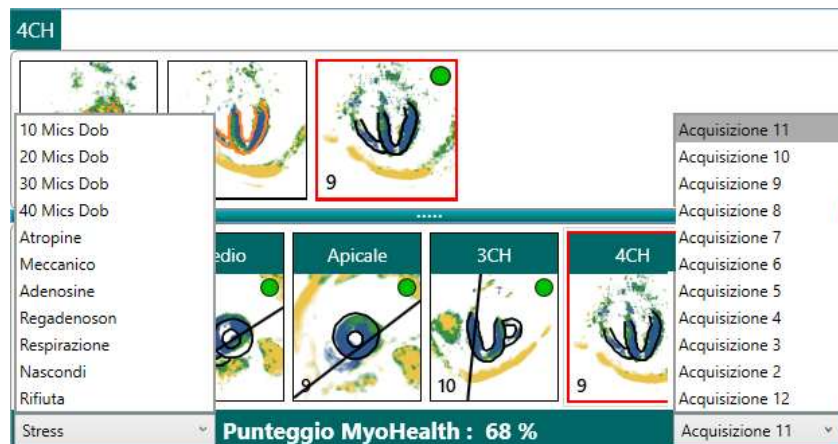 4CH
9
10 Mics Dob
20 Mics Dob
30 Mics Dob
40 Mics Dob
Atropine
Meccanico
Adenosine
Regadenoson
Respirazione
Nascondi
Rifiuta
Stress
Apicale
3CH
4CH
9
10
9
Punteggio MyoHealth : 68 %
Acquisizione 11
Acquisizione 10
Acquisizione 9
Acquisizione 8
Acquisizione 7
Acquisizione 6
Acquisizione 5
Acquisizione 4
Acquisizione 3
Acquisizione 2
Acquisizione 12
Acquisizione 11